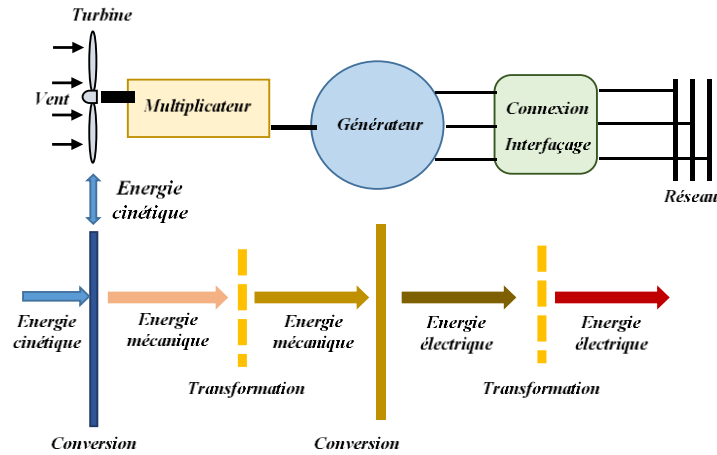 Turbine
Vent
Multiplicateur
Générateur
Connexion
Interfaçage
Réseau
Energie
cinétique
Energie
cinétique
Energie
mécanique
Energie
mécanique
Energie
électrique
Energie
électrique
Transformation
Transformation
Conversion
Conversion